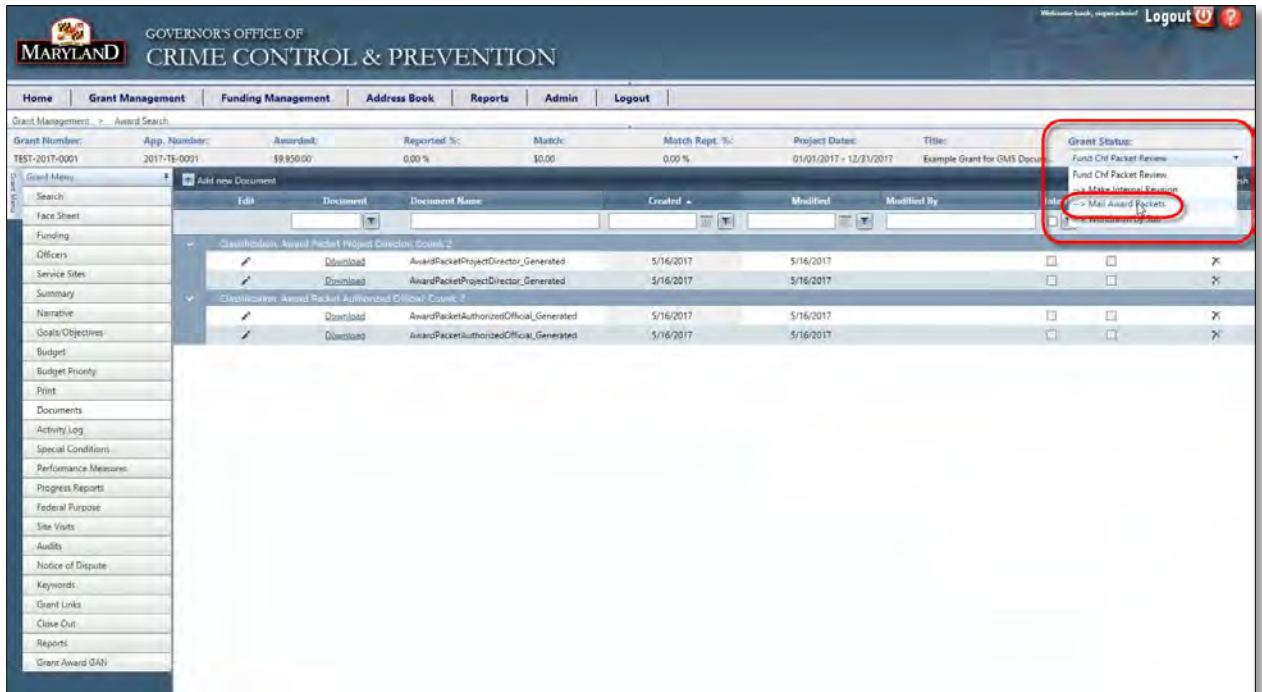 Welcome back, superadmin! Logout ?
MARYLAND
GOVERNOR'S OFFICE OF
CRIME CONTROL & PREVENTION
Home Grant Management Funding Management Address Book Reports Admin Logout
Grant Management > Award Search
Grant Number: App. Number: Awarded: Reported %: Match: Match Rept. %: Project Dates: Title: Grant Status:
TEST-2017-0001 2017-TE-0001 $9,950.00 0.00 % $0.00 0.00 % 01/01/2017 - 12/31/2017 Example Grant for GMS Docum... Fund Chf Packet Review
Fund Chf Packet Review
--> Make Internal Revision
--> Mail Award Packets
Grant Menu
Grant Menu
Add new Document
Edit Document Document Name Created Modified Modified By
Classification: Award Packet Project Director; Count: 2
Download AwardPacketProjectDirector_Generated 5/16/2017 5/16/2017
Download AwardPacketProjectDirector_Generated 5/16/2017 5/16/2017
Classification: Award Packet Authorized Official; Count: 2
Download AwardPacketAuthorizedOfficial_Generated 5/16/2017 5/16/2017
Download AwardPacketAuthorizedOfficial_Generated 5/16/2017 5/16/2017
Search
Face Sheet
Funding
Officers
Service Sites
Summary
Narrative
Goals/Objectives
Budget
Budget Priority
Print
Documents
Activity Log
Special Conditions
Performance Measures
Progress Reports
Federal Purpose
Site Visits
Audits
Notice of Dispute
Keywords
Grant Links
Close Out
Reports
Grant Award GAN